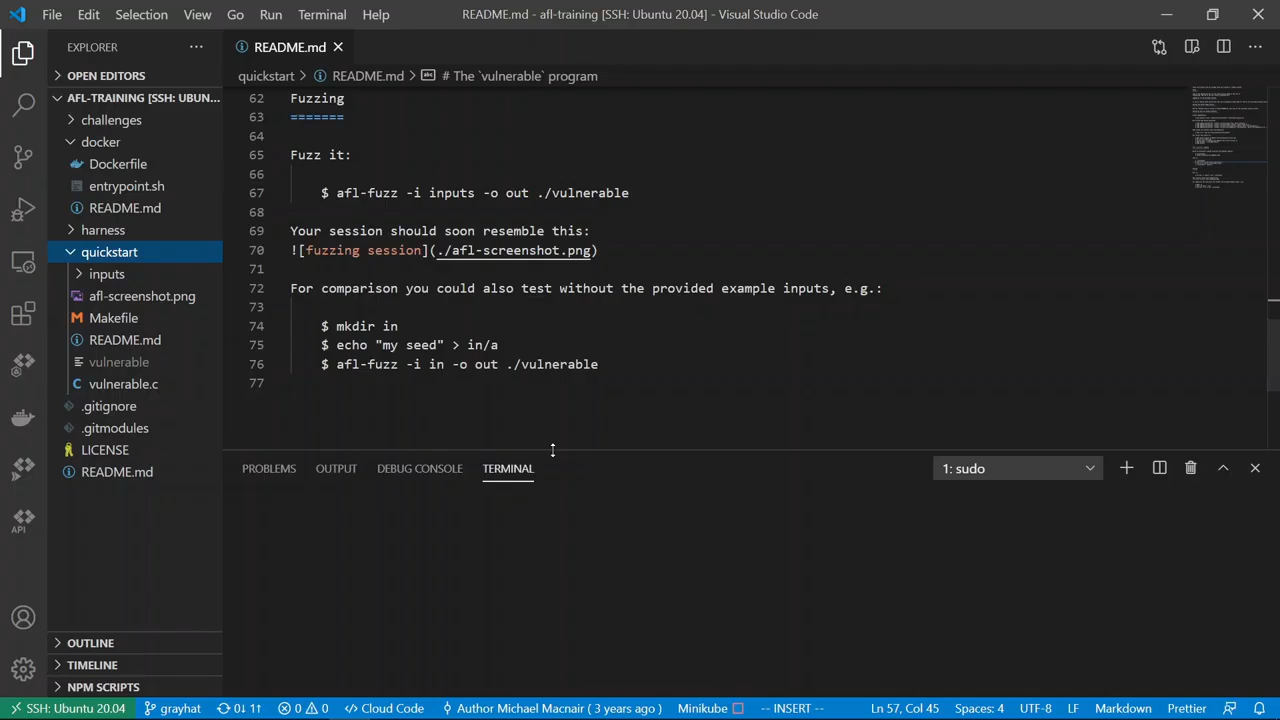 File Edit Selection View Go Run Terminal Help
README.md - afl-training [SSH: Ubuntu 20.04] - Visual Studio Code
EXPLORER
README.md
OPEN EDITORS
quickstart > README.md > # The `vulnerable` program
AFL-TRAINING [SSH: UBUN...
challenges
docker
Dockerfile
entrypoint.sh
README.md
harness
quickstart
inputs
afl-screenshot.png
Makefile
README.md
vulnerable
vulnerable.c
.gitignore
.gitmodules
LICENSE
README.md
OUTLINE
TIMELINE
NPM SCRIPTS
62 Fuzzing
63 =======
64
65 Fuzz it:
66
67 $ afl-fuzz -i inputs -o out ./vulnerable
68
69 Your session should soon resemble this:
70 ![fuzzing session](./afl-screenshot.png)
71
72 For comparison you could also test without the provided example inputs, e.g.:
73
74 $ mkdir in
75 $ echo "my seed" > in/a
76 $ afl-fuzz -i in -o out ./vulnerable
77
PROBLEMS OUTPUT DEBUG CONSOLE TERMINAL
1: sudo
API
SSH: Ubuntu 20.04 grayhat 0↓ 1↑ 0 0 Cloud Code Author Michael Macnair ( 3 years ago ) Minikube -- INSERT -- Ln 57, Col 45 Spaces: 4 UTF-8 LF Markdown Prettier